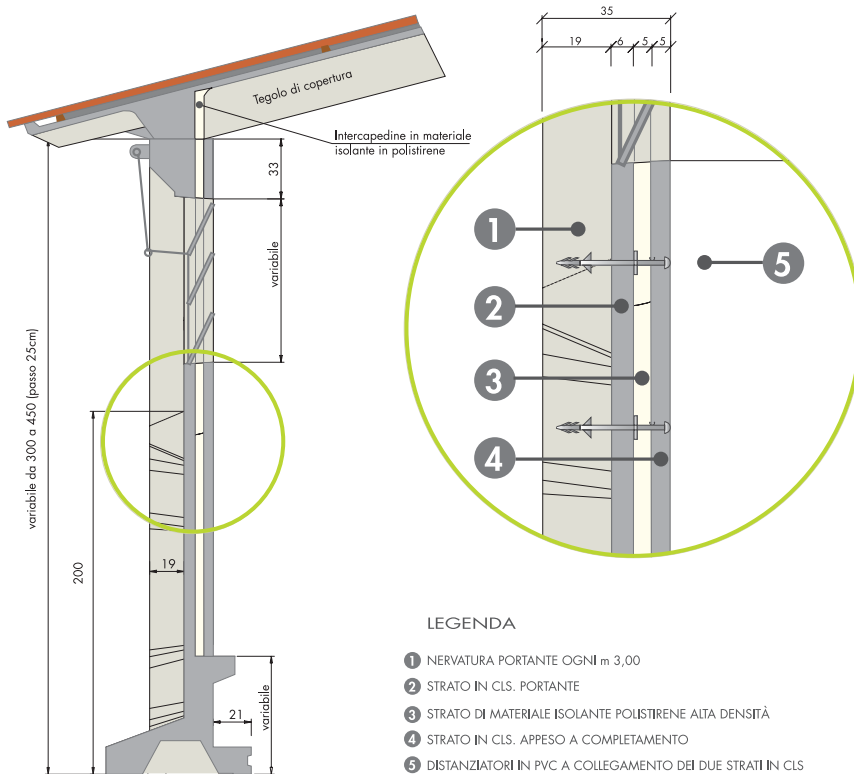 35
19 6 5 5
Tegolo di copertura
Intercapedine in materiale
isolante in polistirene
33
variabile
variabile da 300 a 450 (passo 25cm)
200
19
21
variabile
1
2
3
4
5
LEGENDA
1 NERVATURA PORTANTE OGNI m 3,00
2 STRATO IN CLS. PORTANTE
3 STRATO DI MATERIALE ISOLANTE POLISTIRENE ALTA DENSITÀ
4 STRATO IN CLS. APPESO A COMPLETAMENTO
5 DISTANZIATORI IN PVC A COLLEGAMENTO DEI DUE STRATI IN CLS